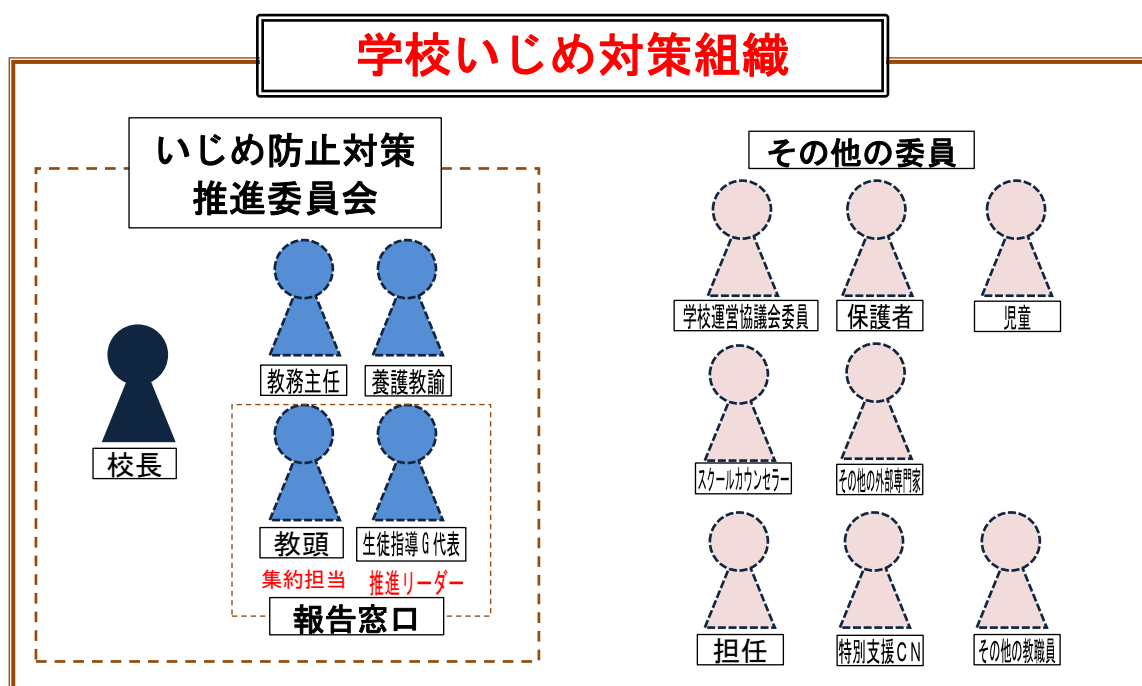 学校いじめ対策組織
いじめ防止対策
推進委員会
その他の委員
学校運営協議会委員
保護者
児童
教務主任
養護教諭
校長
スクールカウンセラー
その他の外部専門家
教頭
生徒指導G代表
集約担当
推進リーダー
報告窓口
担任
特別支援CN
その他の教職員